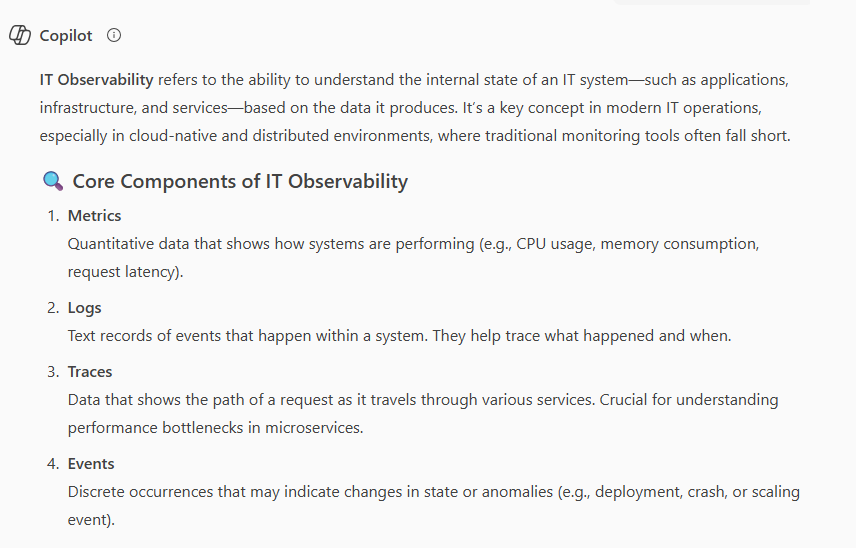 Copilot
IT Observability refers to the ability to understand the internal state of an IT system—such as applications,
infrastructure, and services—based on the data it produces. It's a key concept in modern IT operations,
especially in cloud-native and distributed environments, where traditional monitoring tools often fall short.
Core Components of IT Observability
1. Metrics
Quantitative data that shows how systems are performing (e.g., CPU usage, memory consumption,
request latency).
2. Logs
Text records of events that happen within a system. They help trace what happened and when.
3. Traces
Data that shows the path of a request as it travels through various services. Crucial for understanding
performance bottlenecks in microservices.
4. Events
Discrete occurrences that may indicate changes in state or anomalies (e.g., deployment, crash, or scaling
event).